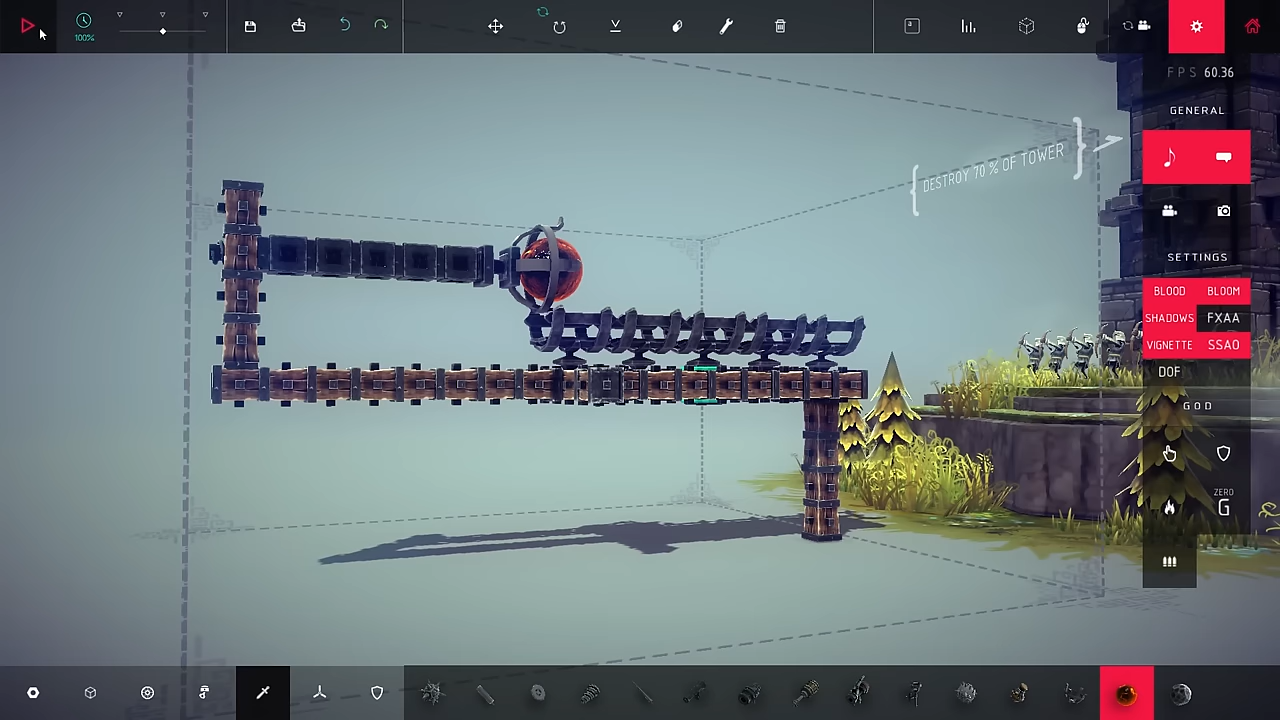 100%
FPS 60.36
GENERAL
{ DESTROY 70 % OF TOWER }
SETTINGS
BLOOD BLOOM
SHADOWS FXAA
VIGNETTE SSAO
DOF
GOD
ZERO
G